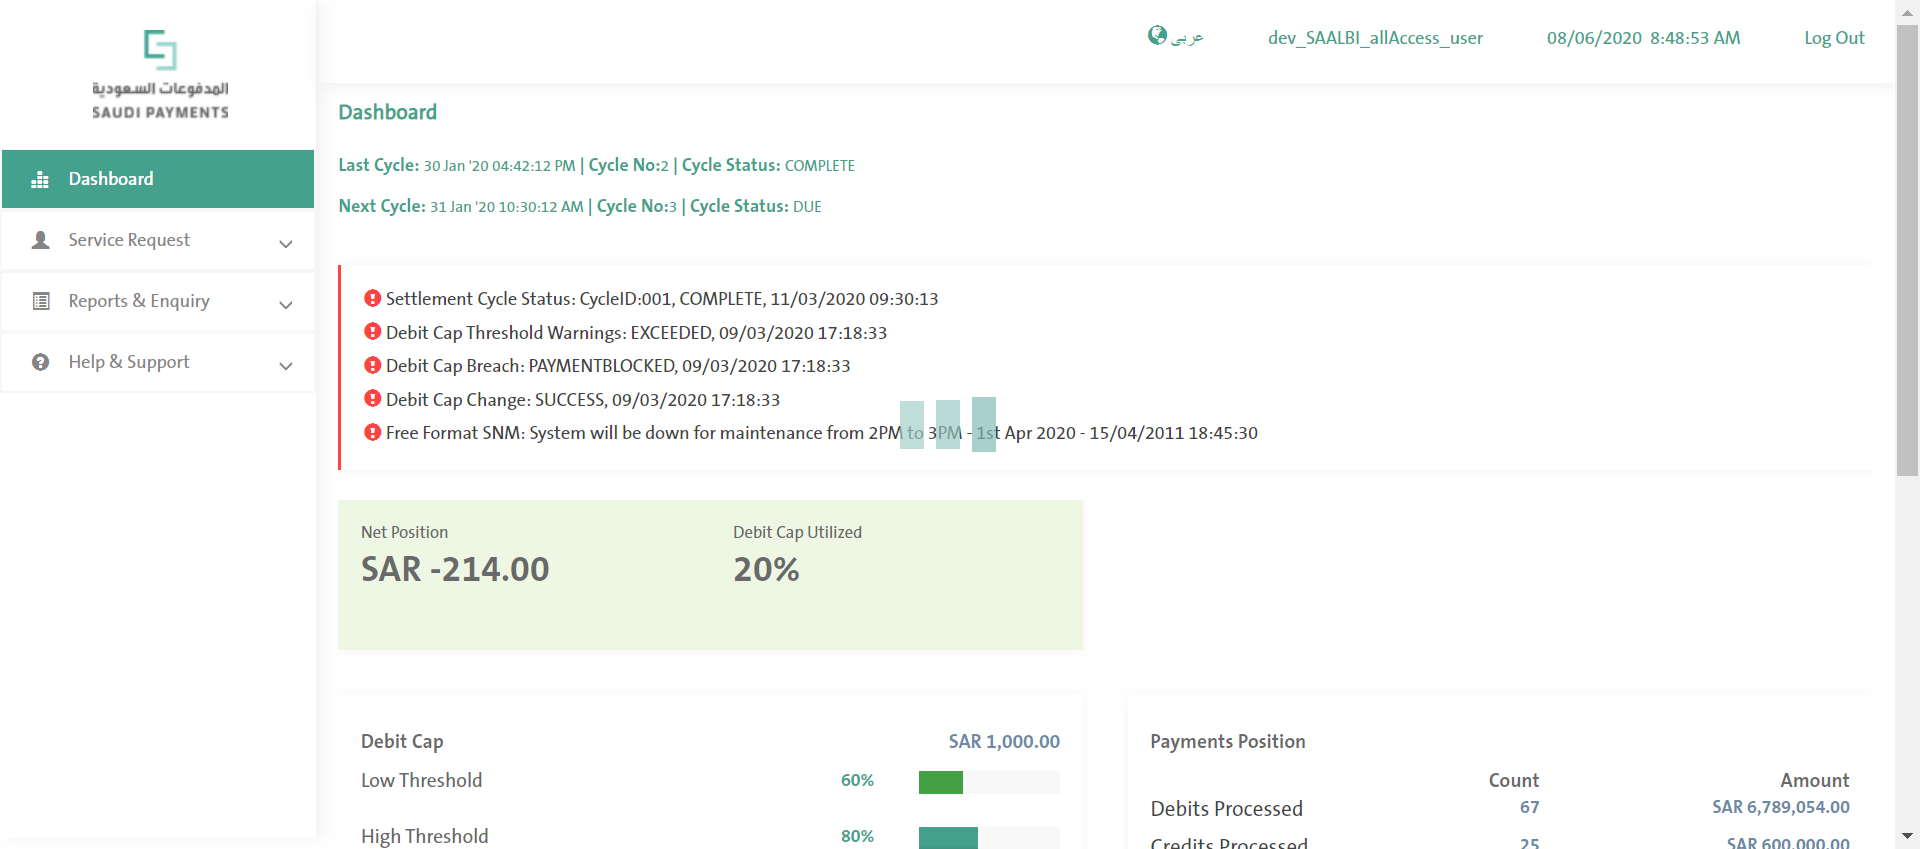 المدفوعات السعودية
SAUDI PAYMENTS
Dashboard
Service Request
Reports & Enquiry
Help & Support
عربي
dev_SAALBI_allAccess_user
08/06/2020 8:48:53 AM
Log Out
Dashboard
Last Cycle: 30 Jan '20 04:42:12 PM | Cycle No:2 | Cycle Status: COMPLETE
Next Cycle: 31 Jan '20 10:30:12 AM | Cycle No:3 | Cycle Status: DUE
Settlement Cycle Status: CycleID:001, COMPLETE, 11/03/2020 09:30:13
Debit Cap Threshold Warnings: EXCEEDED, 09/03/2020 17:18:33
Debit Cap Breach: PAYMENTBLOCKED, 09/03/2020 17:18:33
Debit Cap Change: SUCCESS, 09/03/2020 17:18:33
Free Format SNM: System will be down for maintenance from 2PM to 3PM - 1st Apr 2020 - 15/04/2011 18:45:30
Net Position
SAR -214.00
Debit Cap Utilized
20%
Debit Cap SAR 1,000.00
Low Threshold 60%
High Threshold 80%
Payments Position
Count Amount
Debits Processed 67 SAR 6,789,054.00
Credits Processed 25 SAR 600,000.00